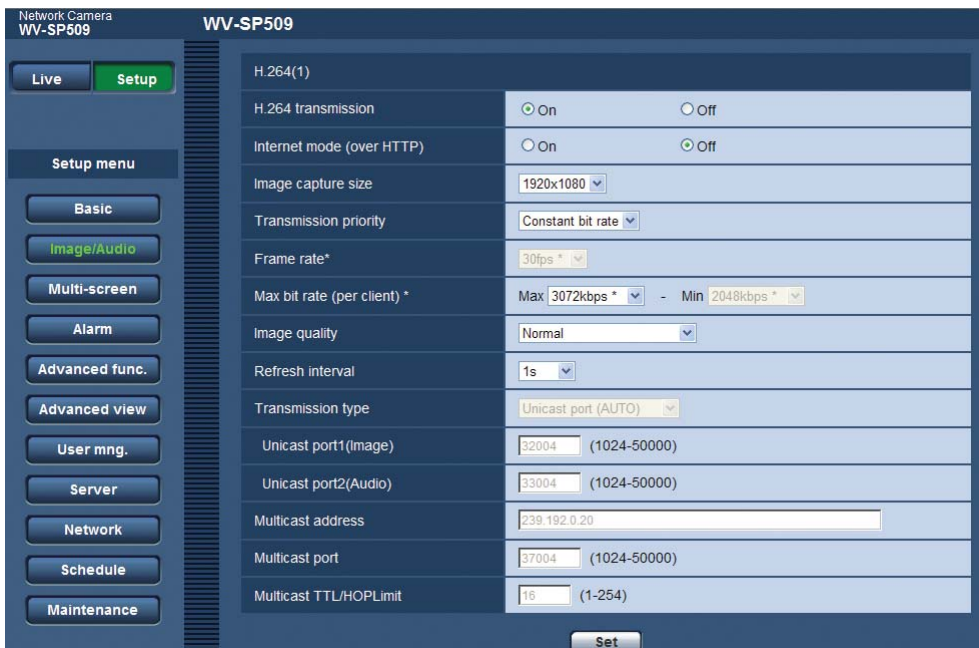 Network Camera
WV-SP509
WV-SP509
Live
Setup
Setup menu
Basic
Image/Audio
Multi-screen
Alarm
Advanced func.
Advanced view
User mng.
Server
Network
Schedule
Maintenance
H.264(1)
H.264 transmission On Off
Internet mode (over HTTP) On Off
Image capture size 1920x1080
Transmission priority Constant bit rate
Frame rate* 30fps *
Max bit rate (per client) * Max 3072kbps * - Min 2048kbps *
Image quality Normal
Refresh interval 1s
Transmission type Unicast port (AUTO)
Unicast port1(Image) 32004 (1024-50000)
Unicast port2(Audio) 33004 (1024-50000)
Multicast address 239.192.0.20
Multicast port 37004 (1024-50000)
Multicast TTL/HOPLimit 16 (1-254)
Set